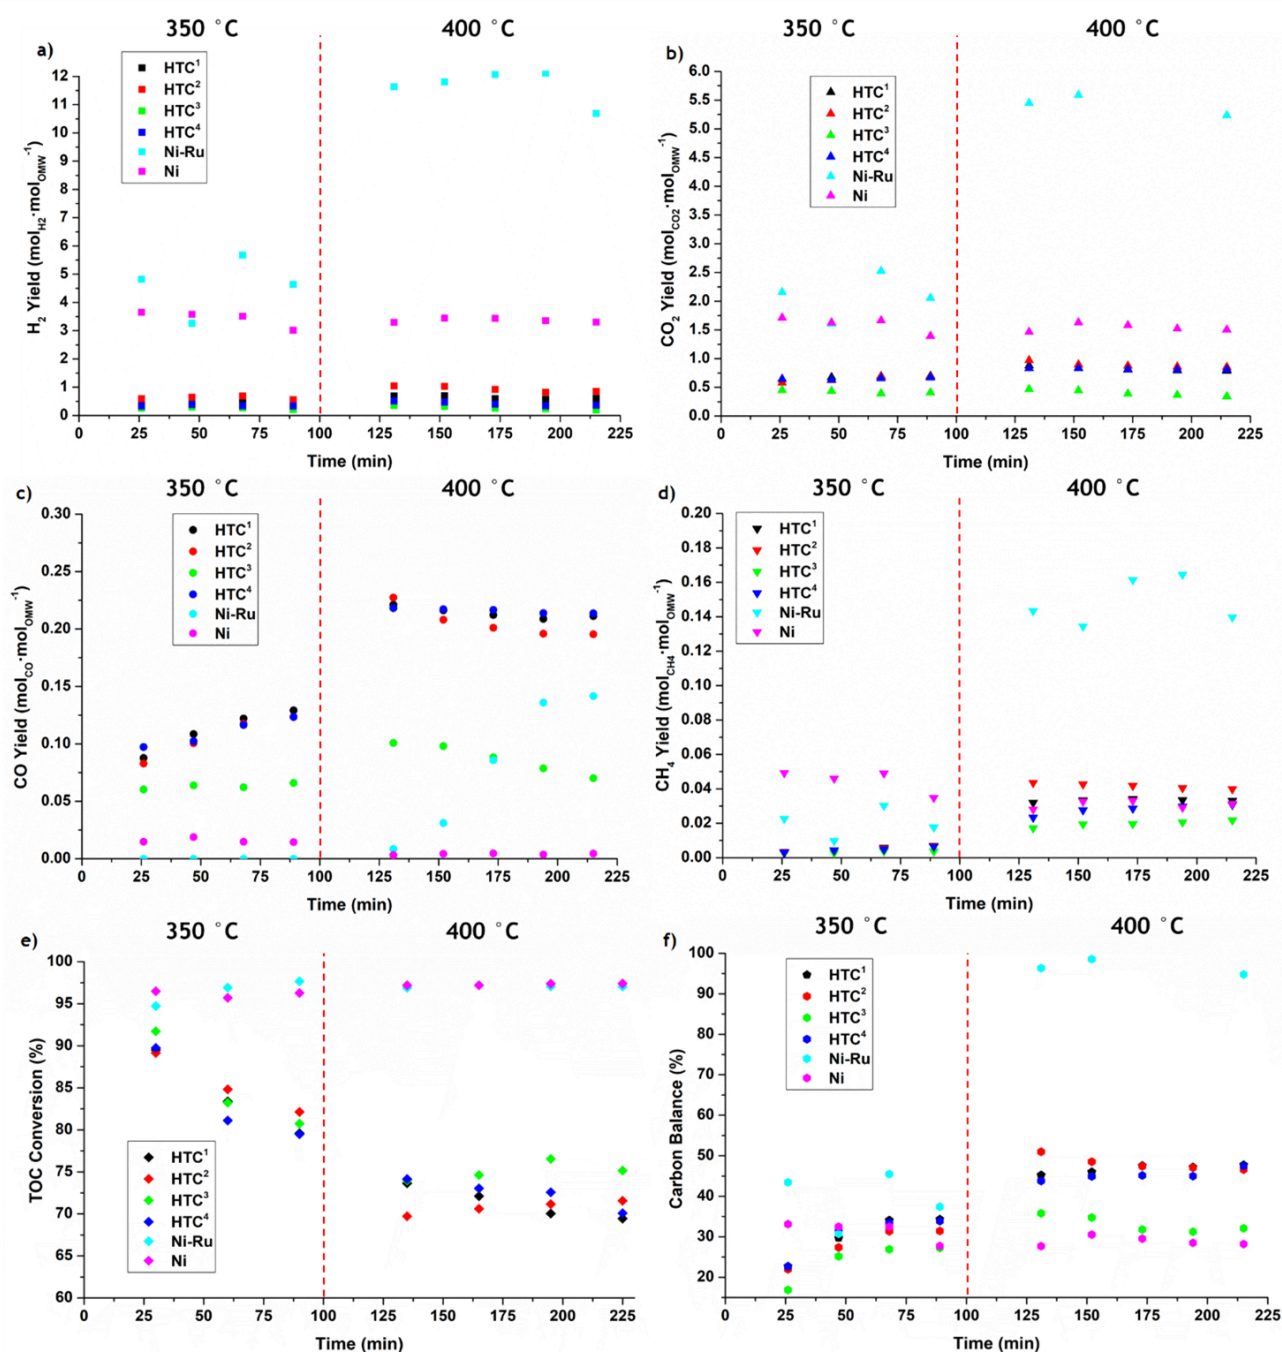 350 °C 400 °C
a)
HTC¹
HTC²
HTC³
HTC⁴
Ni-Ru
Ni
12
11
10
9
8
7
6
5
4
3
2
1
0
H₂ Yield (mol_H2·mol_OMW⁻¹)
0 25 50 75 100 125 150 175 200 225
Time (min)
350 °C 400 °C
b)
HTC¹
HTC²
HTC³
HTC⁴
Ni-Ru
Ni
6.0
5.5
5.0
4.5
4.0
3.5
3.0
2.5
2.0
1.5
1.0
0.5
0.0
CO₂ Yield (mol_CO2·mol_OMW⁻¹)
0 25 50 75 100 125 150 175 200 225
Time (min)
350 °C 400 °C
c)
HTC¹
HTC²
HTC³
HTC⁴
Ni-Ru
Ni
0.30
0.25
0.20
0.15
0.10
0.05
0.00
CO Yield (mol_CO·mol_OMW⁻¹)
0 25 50 75 100 125 150 175 200 225
Time (min)
350 °C 400 °C
d)
HTC¹
HTC²
HTC³
HTC⁴
Ni-Ru
Ni
0.20
0.18
0.16
0.14
0.12
0.10
0.08
0.06
0.04
0.02
0.00
CH₄ Yield (mol_CH4·mol_OMW⁻¹)
0 25 50 75 100 125 150 175 200 225
Time (min)
350 °C 400 °C
e)
HTC¹
HTC²
HTC³
HTC⁴
Ni-Ru
Ni
100
95
90
85
80
75
70
65
60
TOC Conversion (%)
0 25 50 75 100 125 150 175 200 225
Time (min)
350 °C 400 °C
f)
HTC¹
HTC²
HTC³
HTC⁴
Ni-Ru
Ni
100
90
80
70
60
50
40
30
20
Carbon Balance (%)
0 25 50 75 100 125 150 175 200 225
Time (min)